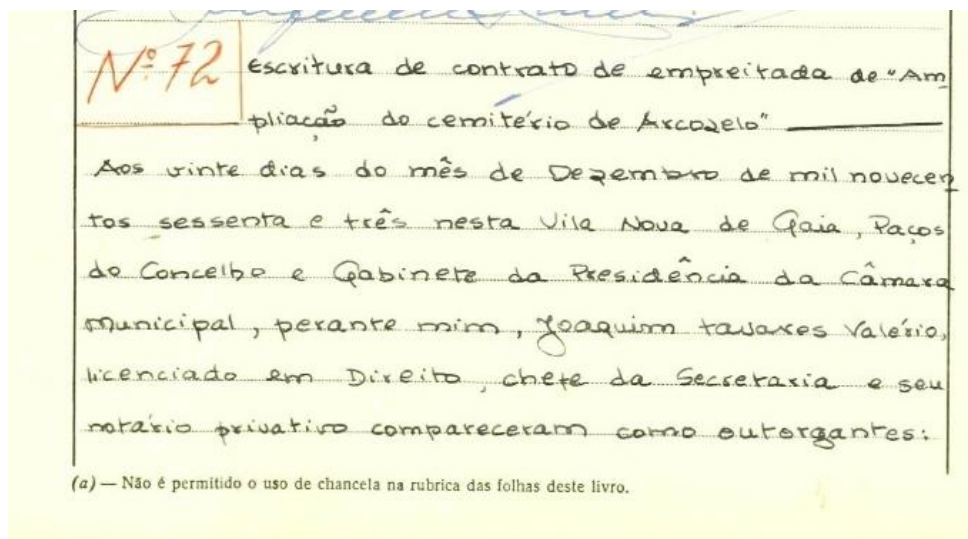 Nº 72
Escritura de contrato de empreitada de "Am
pliação do cemitério de Arcozelo"
Aos vinte dias do mês de Dezembro de mil novecen
tos sessenta e três nesta Vila Nova de Gaia, Paços
do Concelho e Gabinete da Presidência da Câmara
Municipal, perante mim, Joaquim Tavares Valério,
licenciado em Direito, chefe da Secretaria e seu
notário privativo compareceram como outorgantes:
(a) — Não é permitido o uso de chancela na rubrica das folhas deste livro.